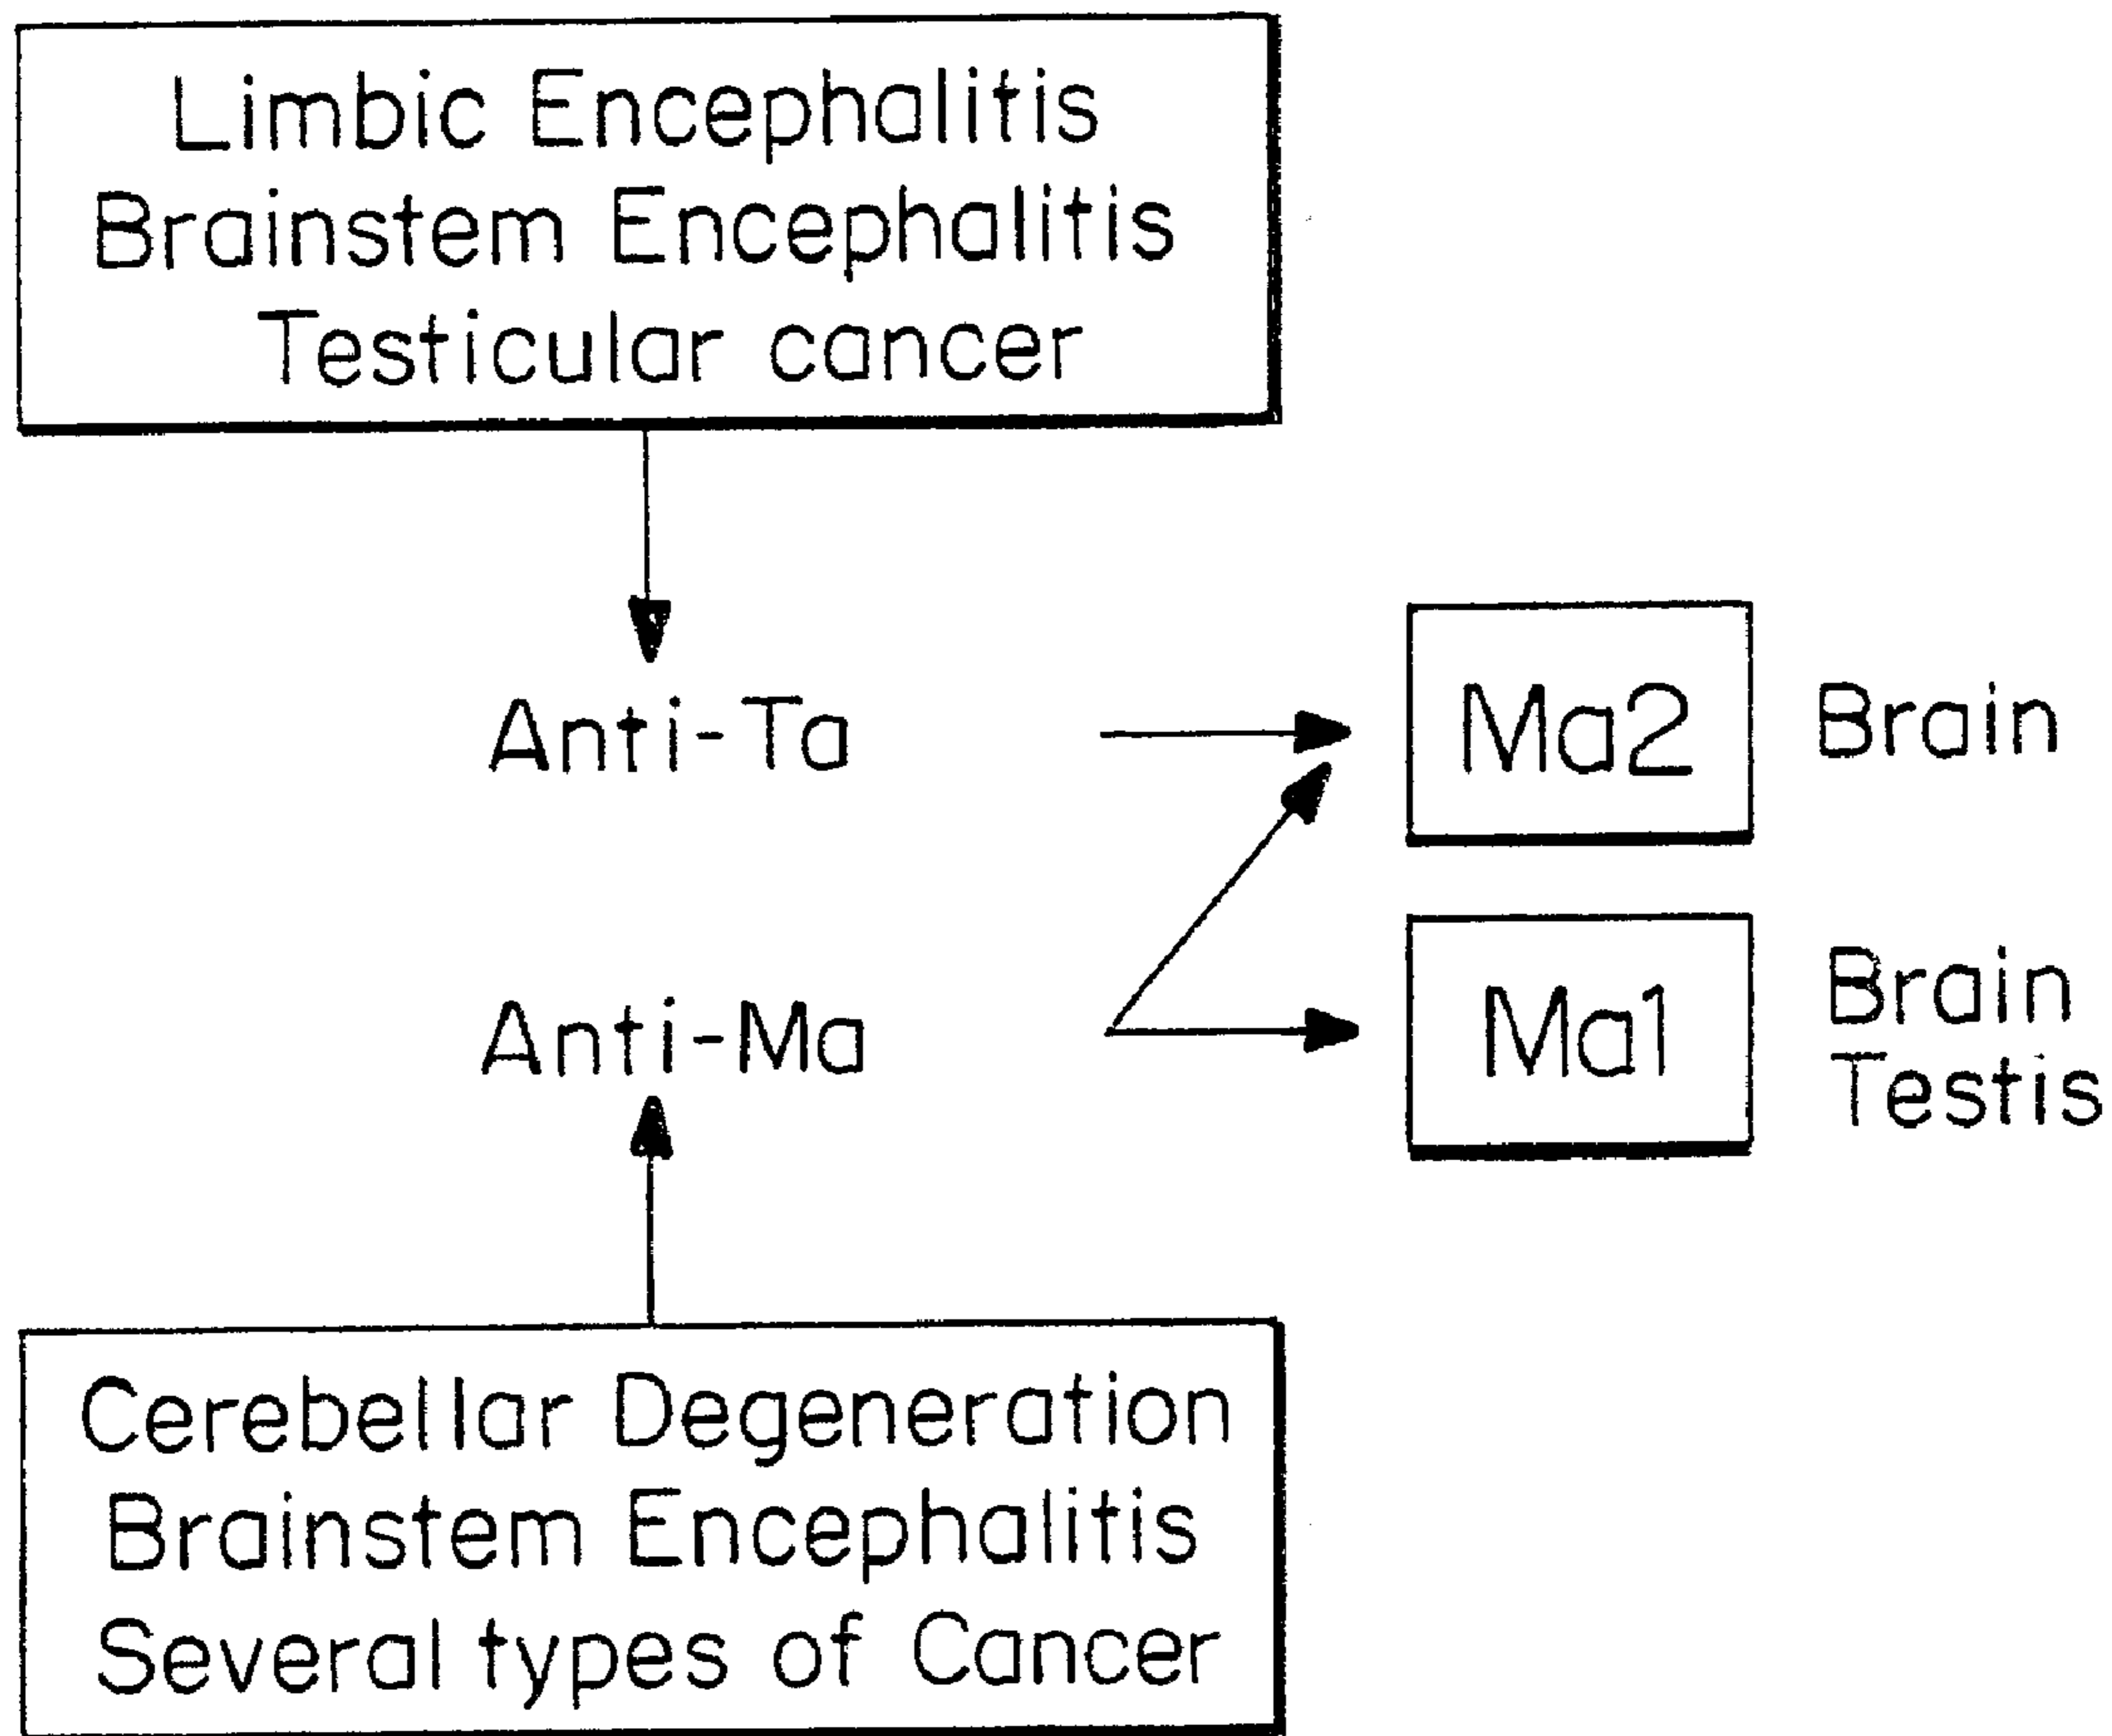 Limbic Encephalitis
Brainstem Encephalitis
Testicular cancer
Anti-Ta
Ma2
Brain
Anti-Ma
Ma1
Brain
Testis
Cerebellar Degeneration
Brainstem Encephalitis
Several types of Cancer